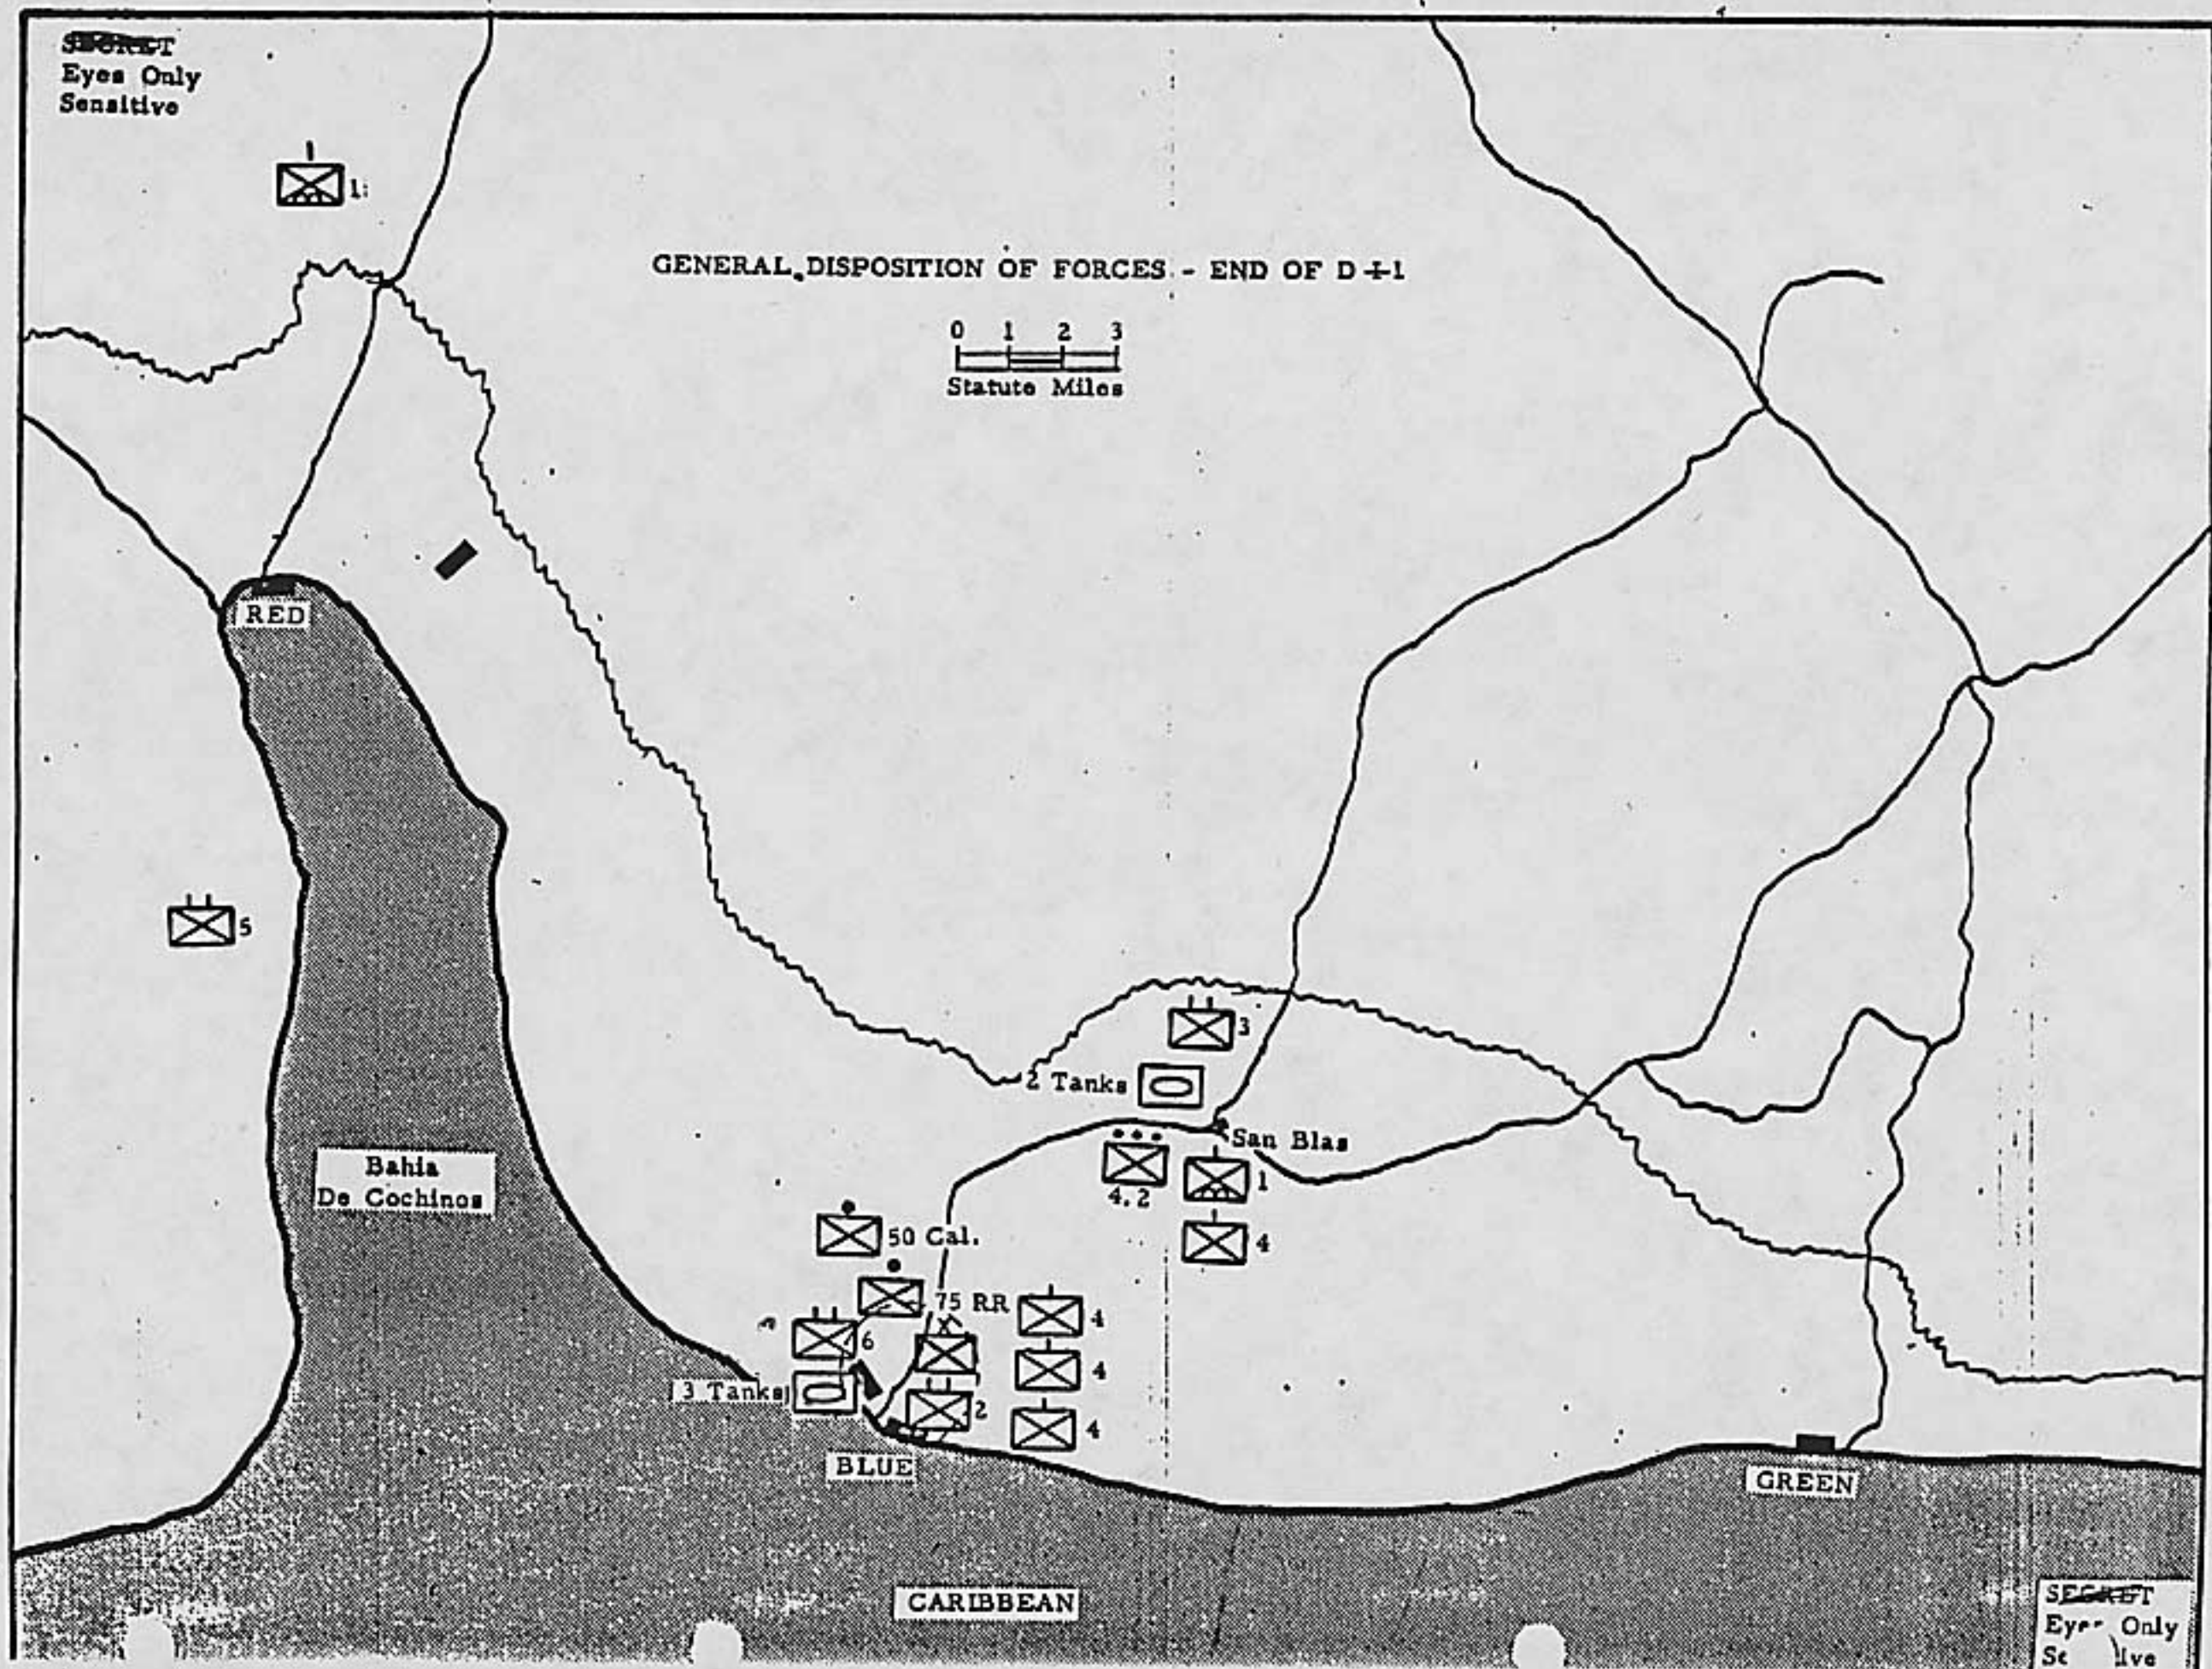 SECRET
Eyes Only
Sensitive
1
GENERAL DISPOSITION OF FORCES - END OF D+1
0 1 2 3
Statute Miles
RED
5
3
2 Tanks
San Blas
Bahia
De Cochinos
4.2
1
4
50 Cal.
75 RR
4
6
4
3 Tanks
2
4
BLUE
GREEN
CARIBBEAN
SECRET
Only